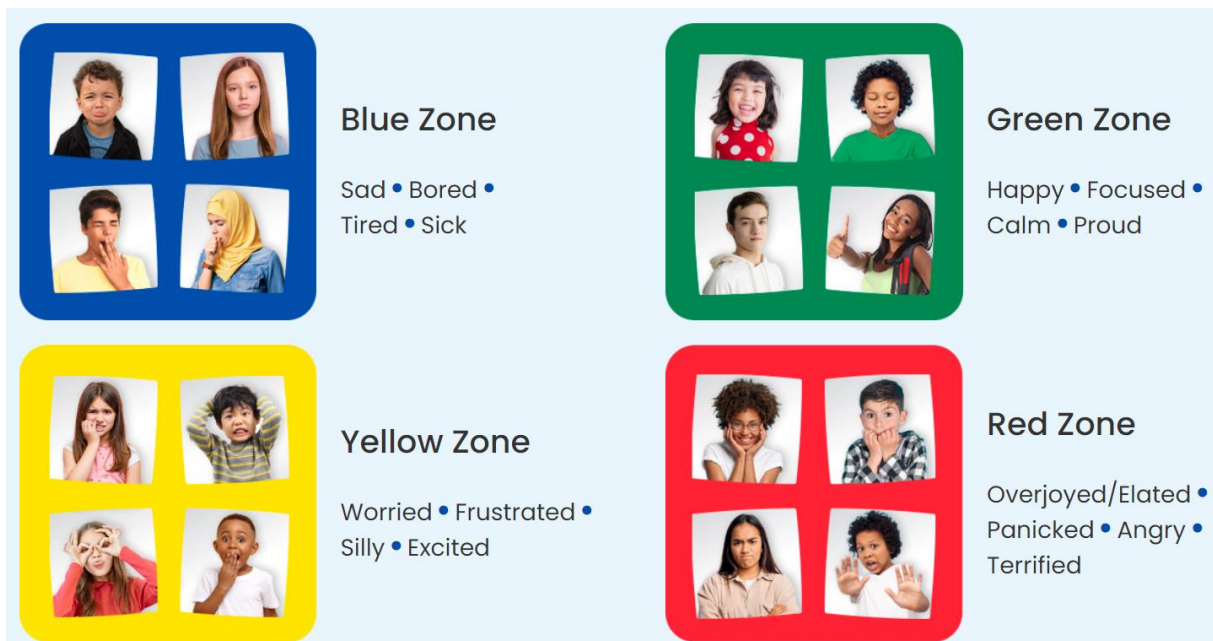 Blue Zone
Sad • Bored •
Tired • Sick
Green Zone
Happy • Focused •
Calm • Proud
Yellow Zone
Worried • Frustrated •
Silly • Excited
Red Zone
Overjoyed/Elated •
Panicked • Angry •
Terrified